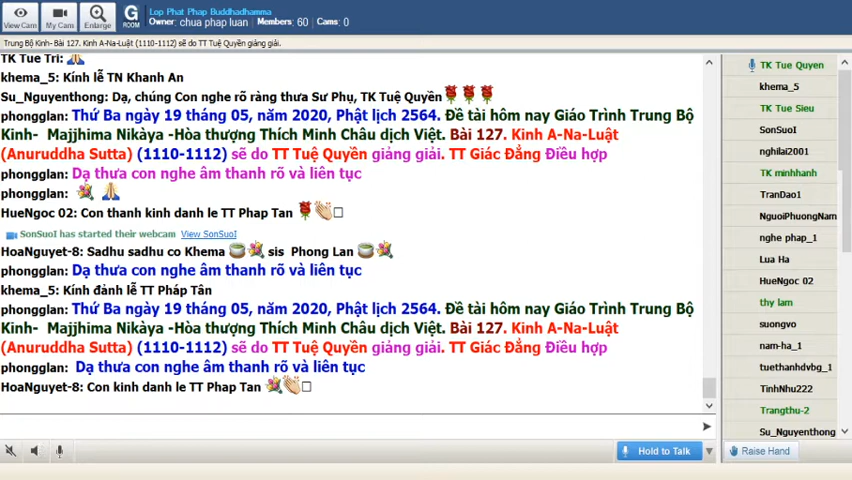 View Cam
My Cam
Enlarge
G
ROOM
Lop Phat Phap Buddhadhamma
Owner: chua phap luan Members: 60 Cams: 0
Trung Bộ Kinh- Bài 127. Kinh A-Na-Luật (1110-1112) sẽ do TT Tuệ Quyền giảng giải.
TK Tue Tri: 🙏
khema_5: Kính lễ TN Khanh An
Su_Nguyenthong: Dạ, chúng Con nghe rõ ràng thưa Sư Phụ, TK Tuệ Quyền 🌹🌹🌹
phongglan: Thứ Ba ngày 19 tháng 05, năm 2020, Phật lịch 2564. Đề tài hôm nay Giáo Trình Trung Bộ
Kinh- Majjhima Nikàya -Hòa thượng Thích Minh Châu dịch Việt. Bài 127. Kinh A-Na-Luật
(Anuruddha Sutta) (1110-1112) sẽ do TT Tuệ Quyền giảng giải. TT Giác Đẳng Điều hợp
phongglan: Dạ thưa con nghe âm thanh rõ và liên tục
phongglan: 💐 🙏
HueNgoc 02: Con thanh kinh danh le TT Phap Tan 🌹👏□
SonSuoI has started their webcam View SonSuoI
HoaNguyet-8: Sadhu sadhu co Khema 🍵💐 sis Phong Lan 🍵💐
phongglan: Dạ thưa con nghe âm thanh rõ và liên tục
khema_5: Kính đảnh lễ TT Pháp Tân
phongglan: Thứ Ba ngày 19 tháng 05, năm 2020, Phật lịch 2564. Đề tài hôm nay Giáo Trình Trung Bộ
Kinh- Majjhima Nikàya -Hòa thượng Thích Minh Châu dịch Việt. Bài 127. Kinh A-Na-Luật
(Anuruddha Sutta) (1110-1112) sẽ do TT Tuệ Quyền giảng giải. TT Giác Đẳng Điều hợp
phongglan: Dạ thưa con nghe âm thanh rõ và liên tục
HoaNguyet-8: Con kinh danh le TT Phap Tan 💐👏□
Hold to Talk
TK Tue Quyen
khema_5
TK Tue Sieu
SonSuoI
nghilai2001
TK minhhanh
TranDao1
NguoiPhuongNam
nghe phap_1
Lua Ha
HueNgoc 02
thy lam
suongvo
nam-ha_1
tuethanhdvbg_1
TinhNhu222
Trangthu-2
Su_Nguyenthong
Raise Hand